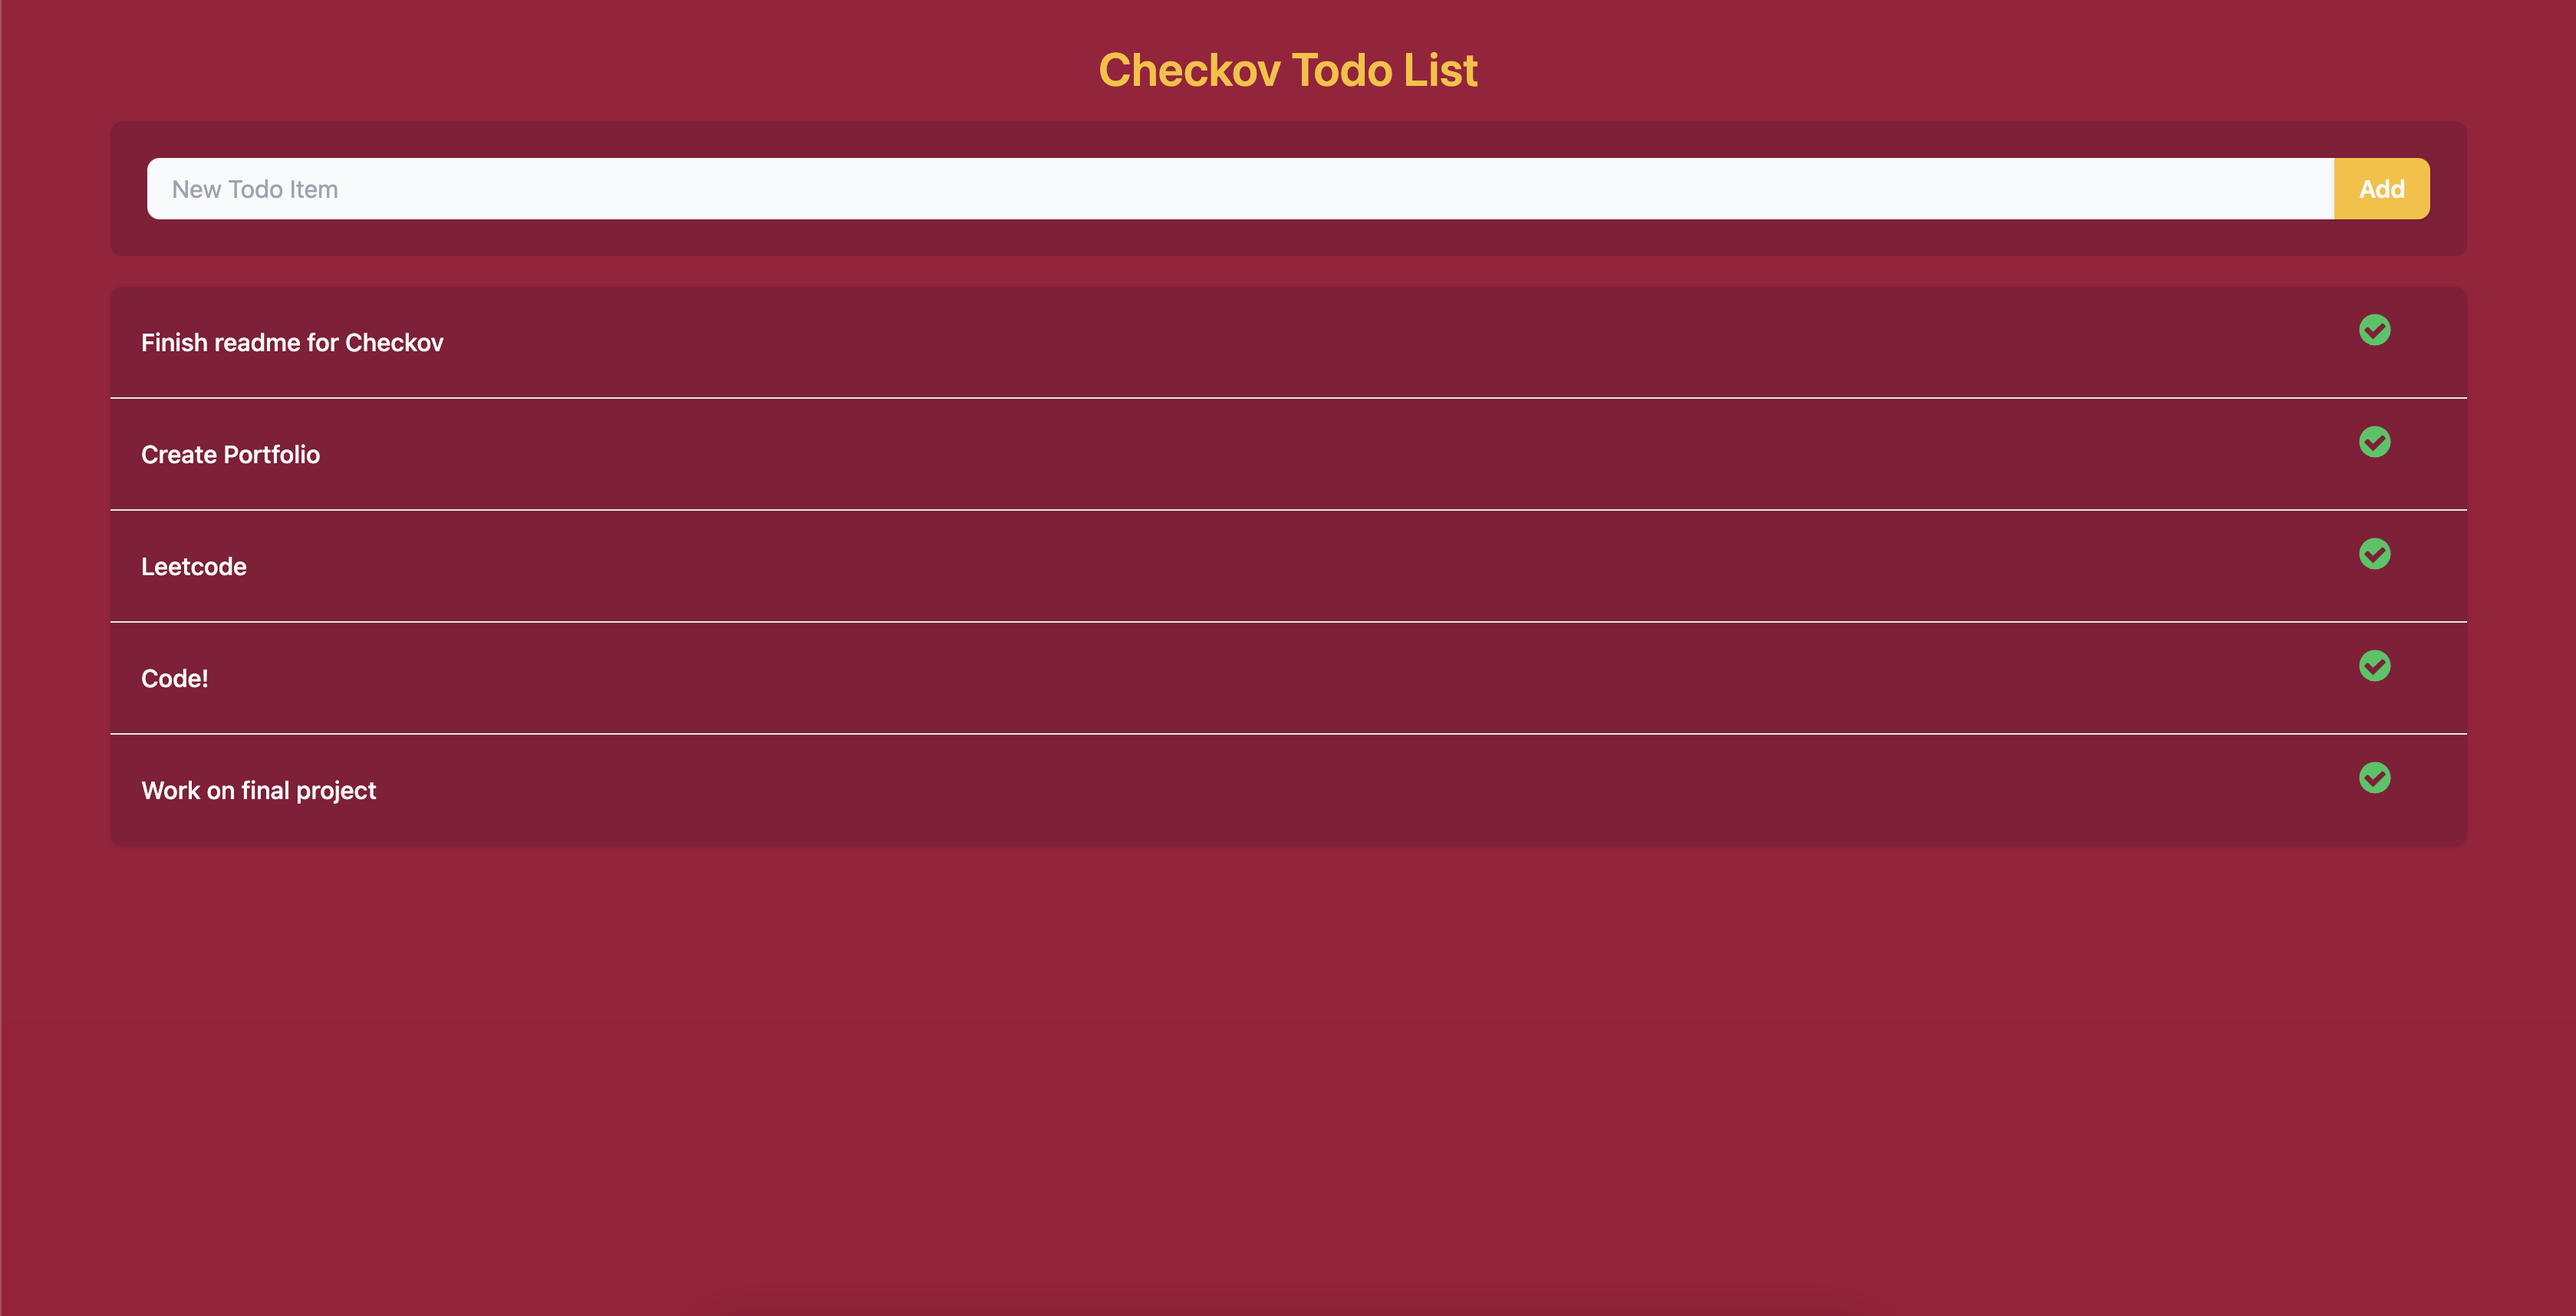 Checkov Todo List
New Todo Item
Add
Finish readme for Checkov
Create Portfolio
Leetcode
Code!
Work on final project